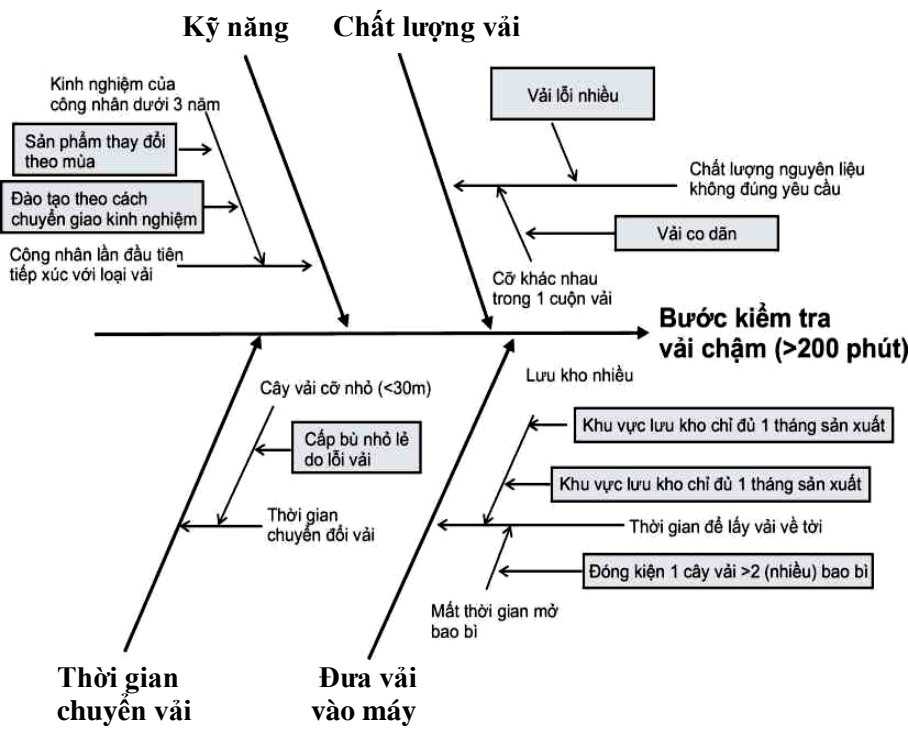 Kỹ năng
Chất lượng vải
Kinh nghiệm của
công nhân dưới 3 năm
Sản phẩm thay đổi
theo mùa
Đào tạo theo cách
chuyển giao kinh nghiệm
Công nhân lần đầu tiên
tiếp xúc với loại vải
Vải lỗi nhiều
Chất lượng nguyên liệu
không đúng yêu cầu
Vải co dãn
Cỡ khác nhau
trong 1 cuộn vải
Bước kiểm tra
vải chậm (>200 phút)
Cây vải cỡ nhỏ (<30m)
Cấp bù nhỏ lẻ
do lỗi vải
Thời gian
chuyển đổi vải
Lưu kho nhiều
Khu vực lưu kho chỉ đủ 1 tháng sản xuất
Khu vực lưu kho chỉ đủ 1 tháng sản xuất
Thời gian để lấy vải về tời
Đóng kiện 1 cây vải >2 (nhiều) bao bì
Mất thời gian mở
bao bì
Thời gian
chuyển vải
Đưa vải
vào máy